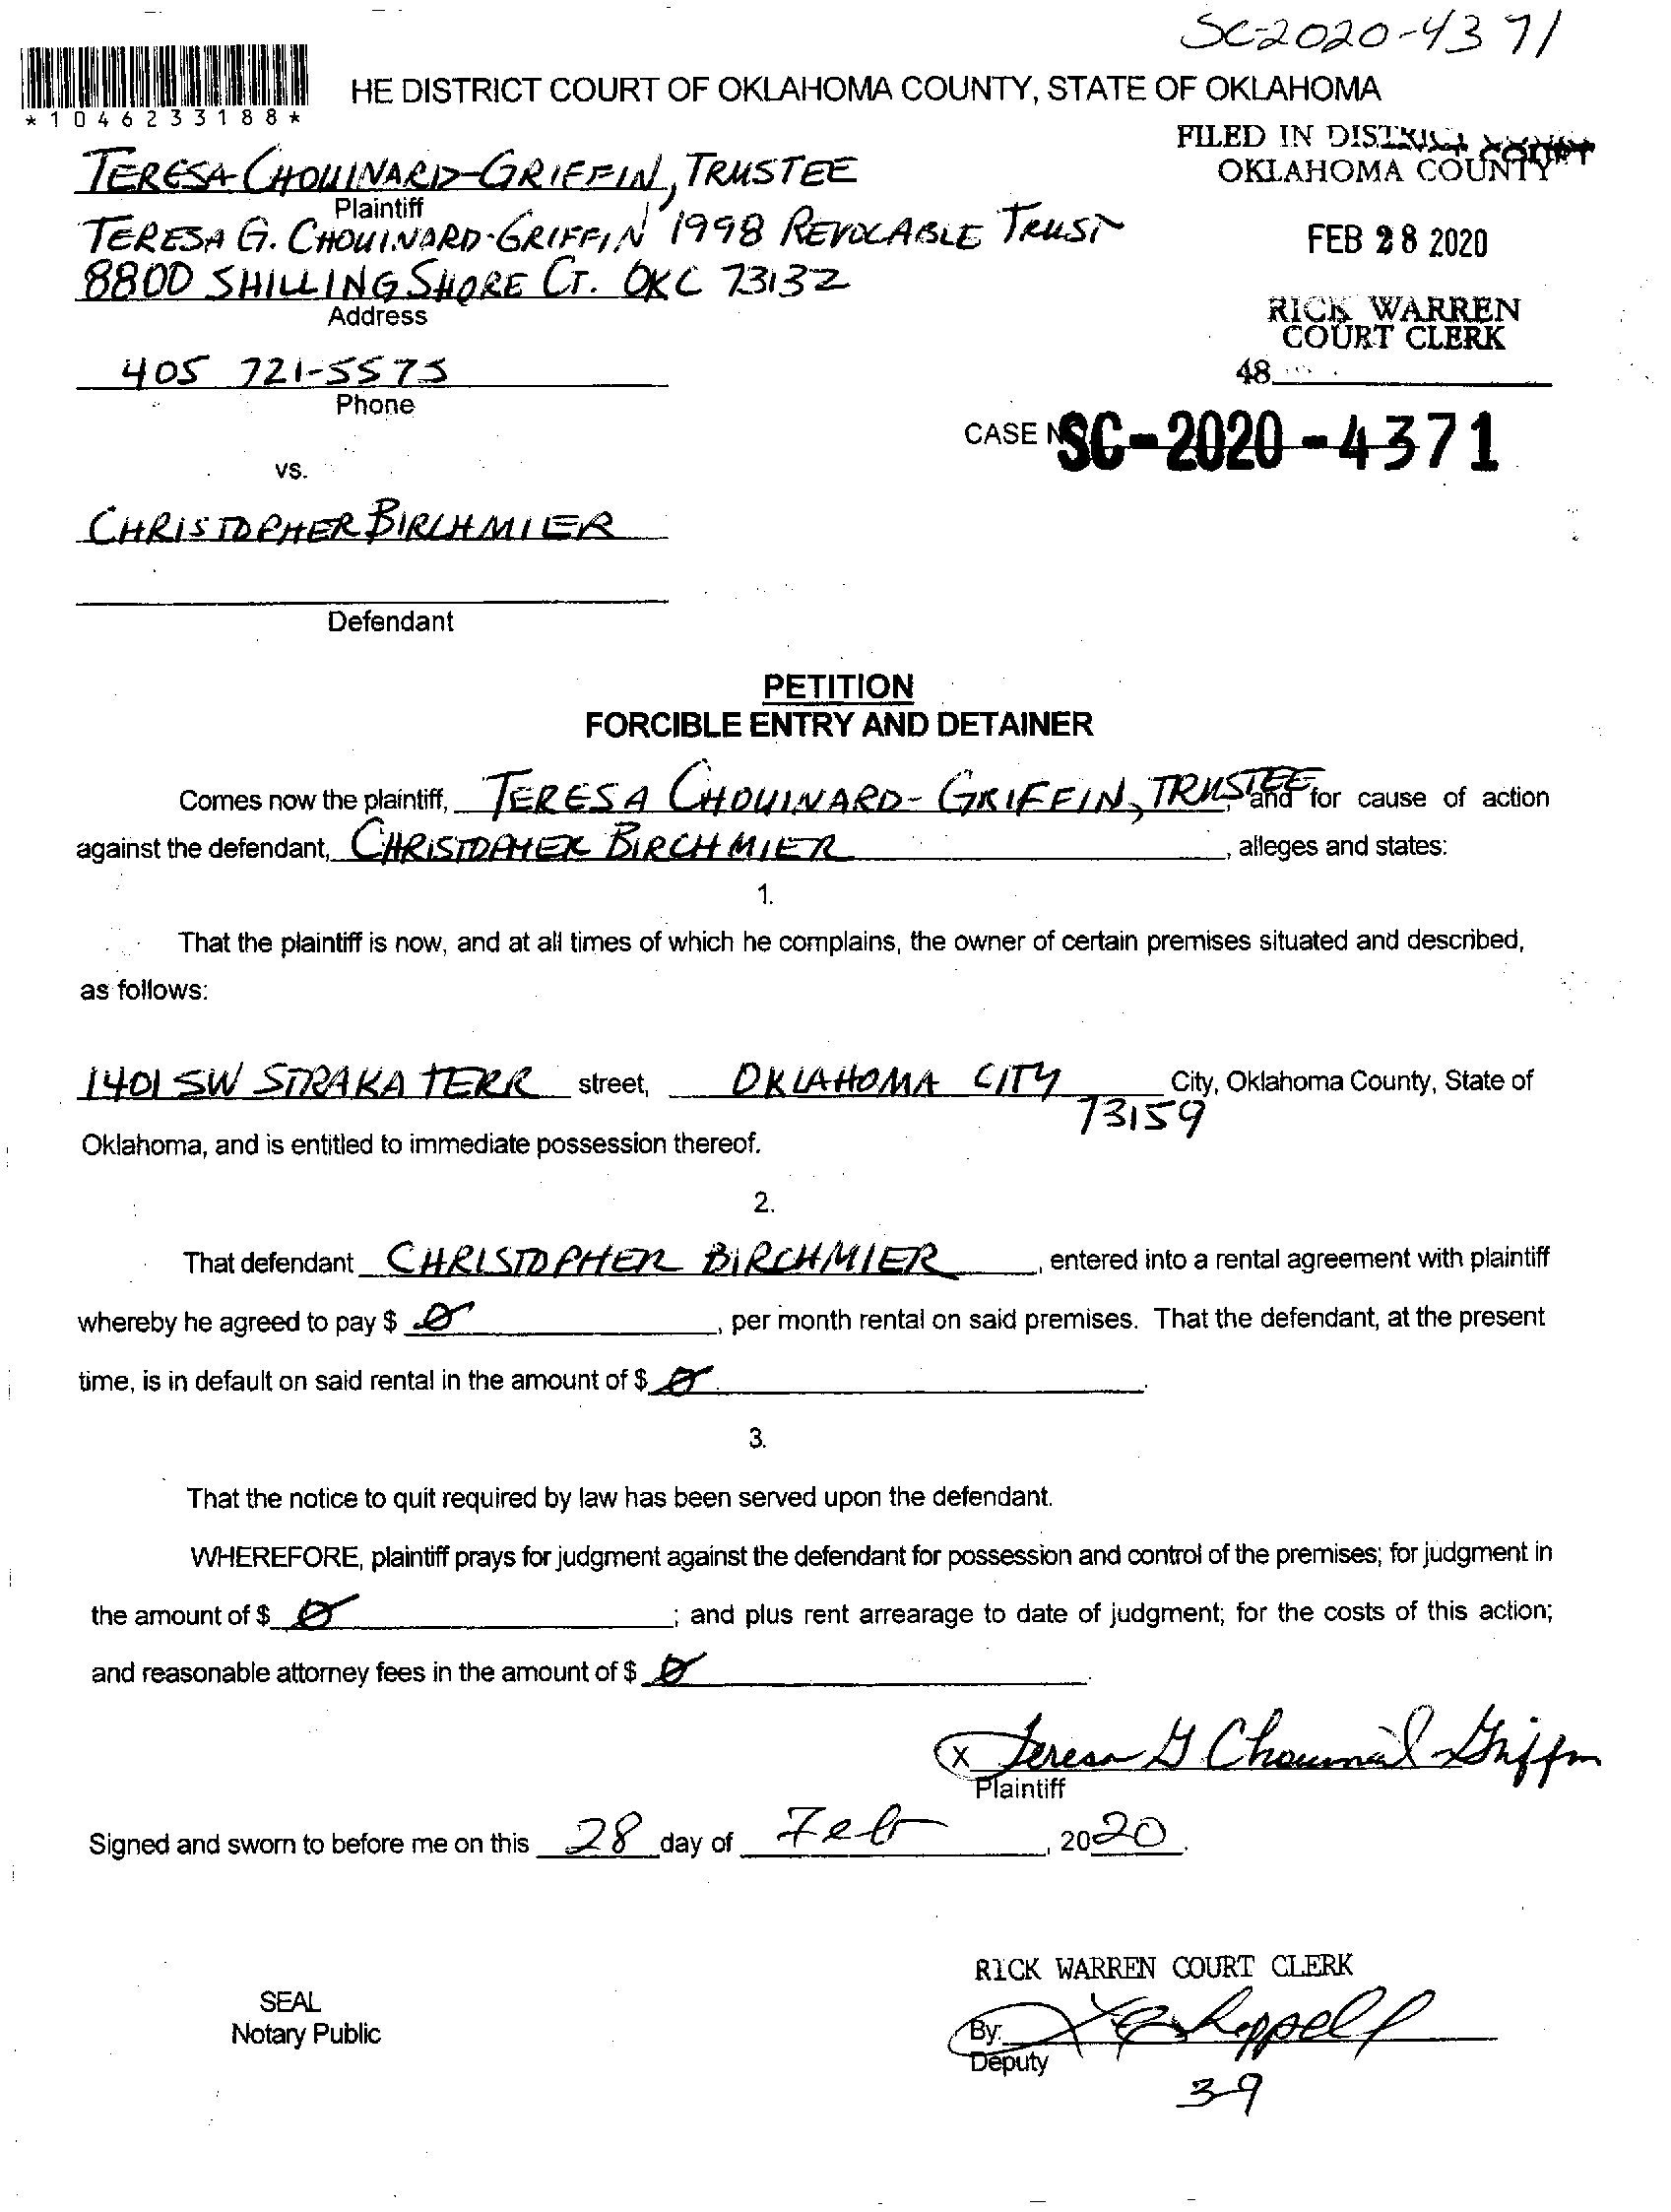 SC-2020-4371
HE DISTRICT COURT OF OKLAHOMA COUNTY, STATE OF OKLAHOMA
*1046233188*
FILED IN DISTRICT COURT
OKLAHOMA COUNTY
TERESA CHOUINARD-GRIFFIN, TRUSTEE
Plaintiff
TERESA G. CHOUINARD-GRIFFIN 1998 REVOCABLE TRUST
FEB 28 2020
8800 SHILLING SHORE CT. OKC 73132
Address
RICK WARREN
COURT CLERK
405 721-5575
48
Phone
CASE NO
SC-2020-4371
vs.
CHRISTOPHER BIRCHMIER
Defendant
PETITION
FORCIBLE ENTRY AND DETAINER
Comes now the plaintiff, TERESA CHOUINARD-GRIFFIN, TRUSTEE, and for cause of action
against the defendant, CHRISTOPHER BIRCHMIER, alleges and states:
1.
That the plaintiff is now, and at all times of which he complains, the owner of certain premises situated and described,
as follows:
1401 SW STRAKA TERR street, OKLAHOMA CITY City, Oklahoma County, State of
73159
Oklahoma, and is entitled to immediate possession thereof.
2.
That defendant CHRISTOPHER BIRCHMIER, entered into a rental agreement with plaintiff
whereby he agreed to pay $ Ø, per month rental on said premises. That the defendant, at the present
time, is in default on said rental in the amount of $ Ø.
3.
That the notice to quit required by law has been served upon the defendant.
WHEREFORE, plaintiff prays for judgment against the defendant for possession and control of the premises; for judgment in
the amount of $ Ø; and plus rent arrearage to date of judgment; for the costs of this action;
and reasonable attorney fees in the amount of $ Ø.
X Teresa G Chouinard-Griffin
Plaintiff
Signed and sworn to before me on this 28 day of Feb, 2020.
RICK WARREN COURT CLERK
SEAL
Notary Public
By:
Deputy
39